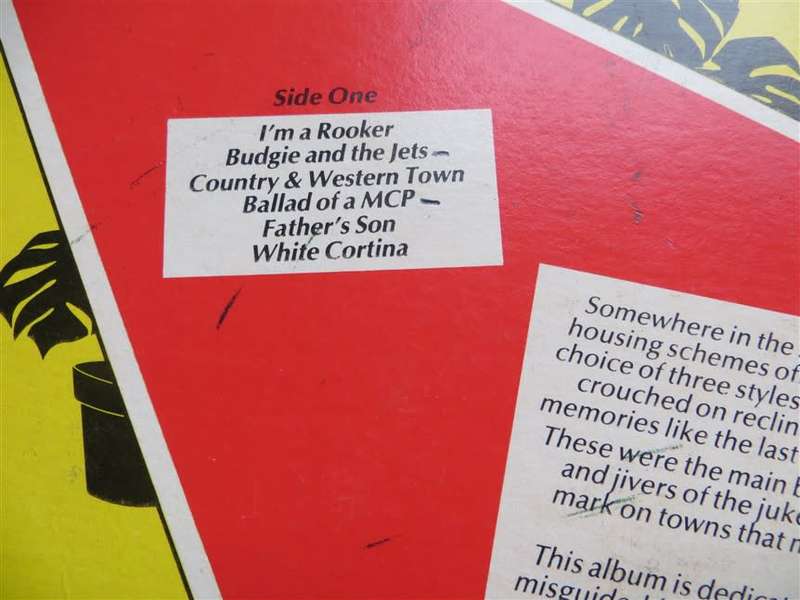 Side One
I'm a Rooker
Budgie and the Jets
Country & Western Town
Ballad of a MCP
Father's Son
White Cortina
Somewhere in the
housing schemes of
choice of three styles
crouched on reclin
memories like the last
These were the main
and jivers of the juk
mark on towns that
This album is dedic
misguid